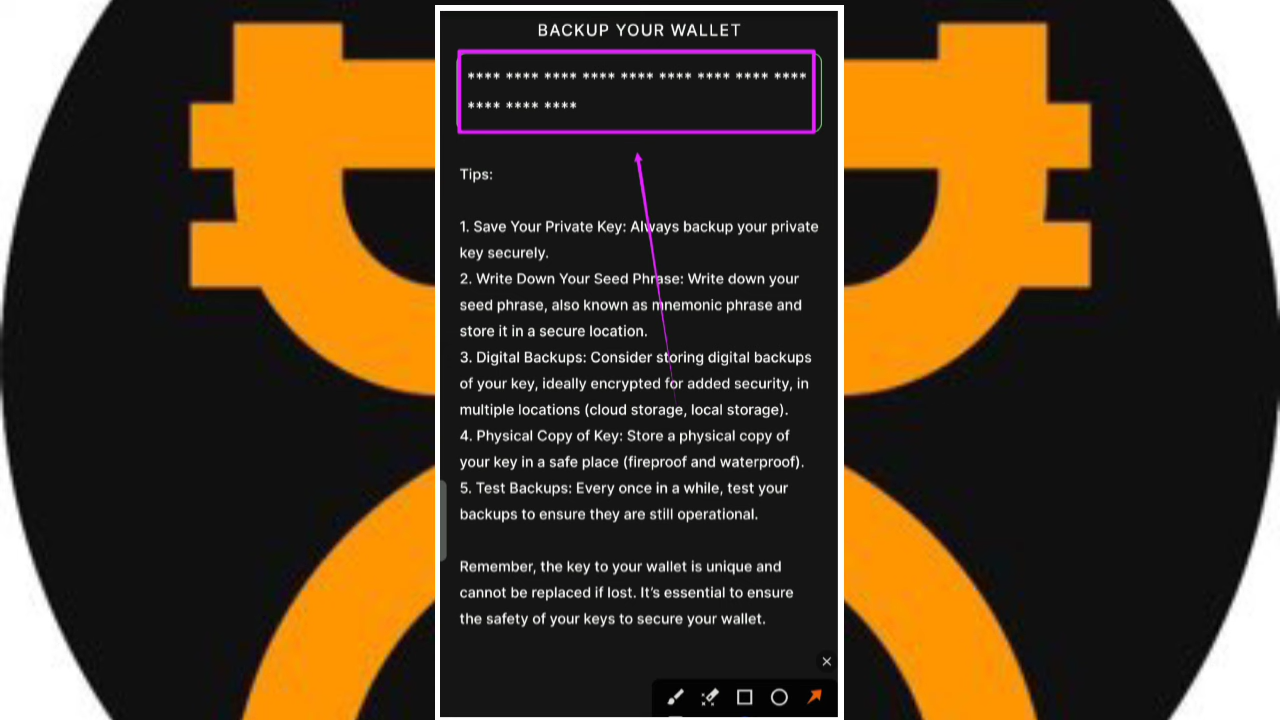 BACKUP YOUR WALLET
**** **** **** **** **** **** **** **** ****
**** **** ****
Tips:
1. Save Your Private Key: Always backup your private
key securely.
2. Write Down Your Seed Phrase: Write down your
seed phrase, also known as mnemonic phrase and
store it in a secure location.
3. Digital Backups: Consider storing digital backups
of your key, ideally encrypted for added security, in
multiple locations (cloud storage, local storage).
4. Physical Copy of Key: Store a physical copy of
your key in a safe place (fireproof and waterproof).
5. Test Backups: Every once in a while, test your
backups to ensure they are still operational.
Remember, the key to your wallet is unique and
cannot be replaced if lost. It’s essential to ensure
the safety of your keys to secure your wallet.